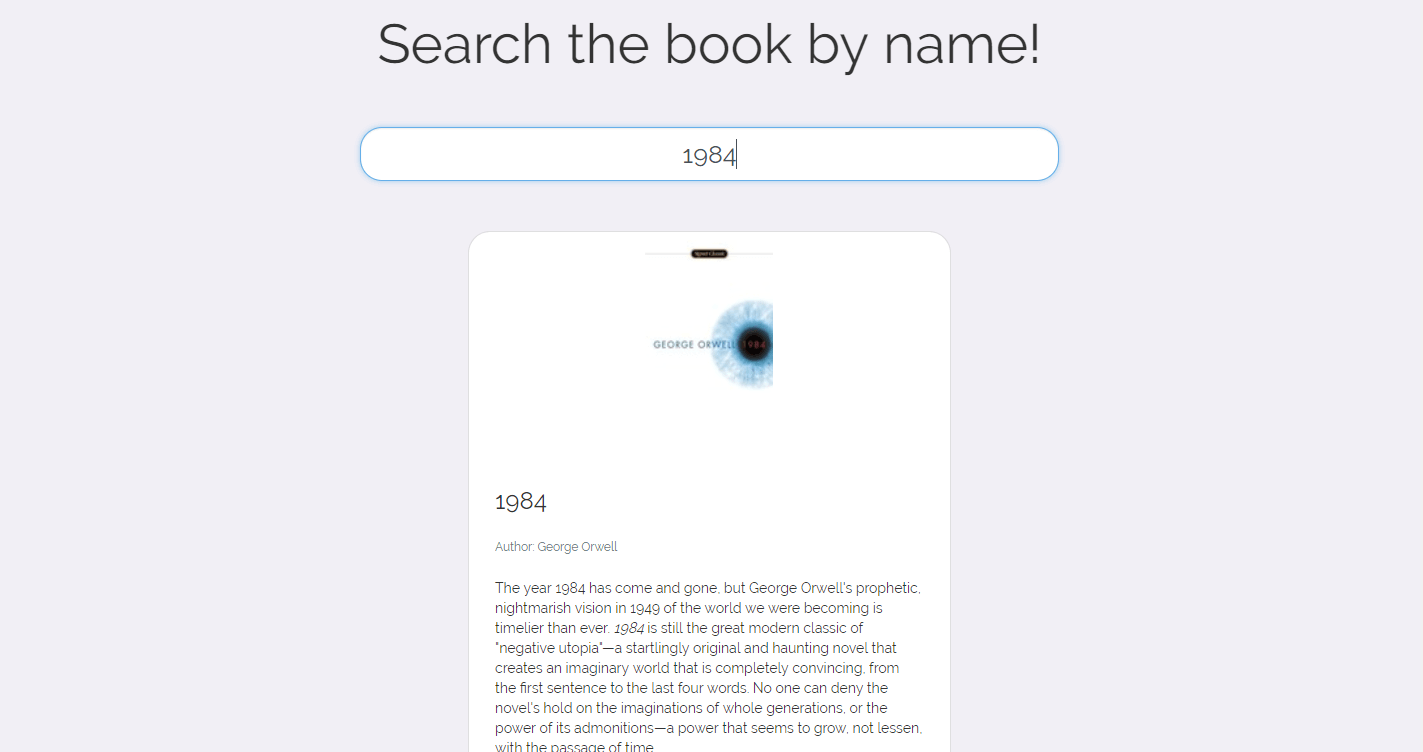 Search the book by name!
1984
GEORGE ORWELL 1984
1984
Author: George Orwell
The year 1984 has come and gone, but George Orwell's prophetic,
nightmarish vision in 1949 of the world we were becoming is
timelier than ever. 1984 is still the great modern classic of
"negative utopia"—a startlingly original and haunting novel that
creates an imaginary world that is completely convincing, from
the first sentence to the last four words. No one can deny the
novel's hold on the imaginations of whole generations, or the
power of its admonitions—a power that seems to grow, not lessen,
with the passage of time.